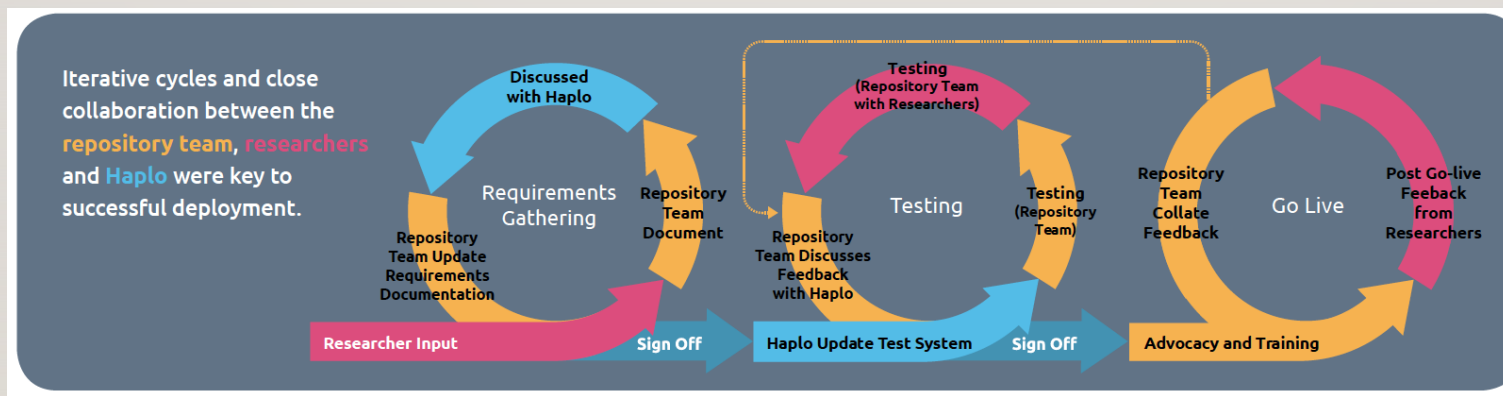 Iterative cycles and close
collaboration between the
repository team, researchers
and Haplo were key to
successful deployment.
Discussed
with Haplo
Requirements
Gathering
Repository
Team
Document
Repository
Team Update
Requirements
Documentation
Researcher Input
Sign Off
Testing
(Repository Team
with Researchers)
Testing
Testing
(Repository
Team)
Repository
Team Discusses
Feedback
with Haplo
Haplo Update Test System
Sign Off
Repository
Team
Collate
Feedback
Go Live
Post Go-live
Feeback
from
Researchers
Advocacy and Training